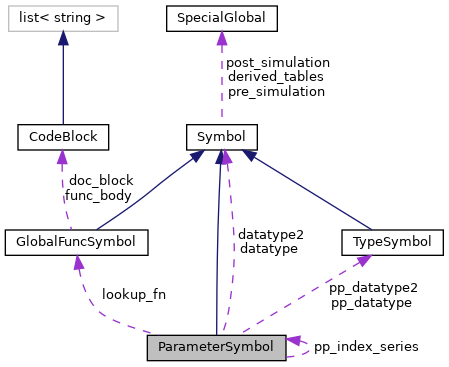 list< string >
SpecialGlobal
post_simulation
derived_tables
pre_simulation
CodeBlock
Symbol
doc_block
func_body
GlobalFuncSymbol
datatype2
datatype
TypeSymbol
lookup_fn
pp_datatype2
pp_datatype
ParameterSymbol
pp_index_series